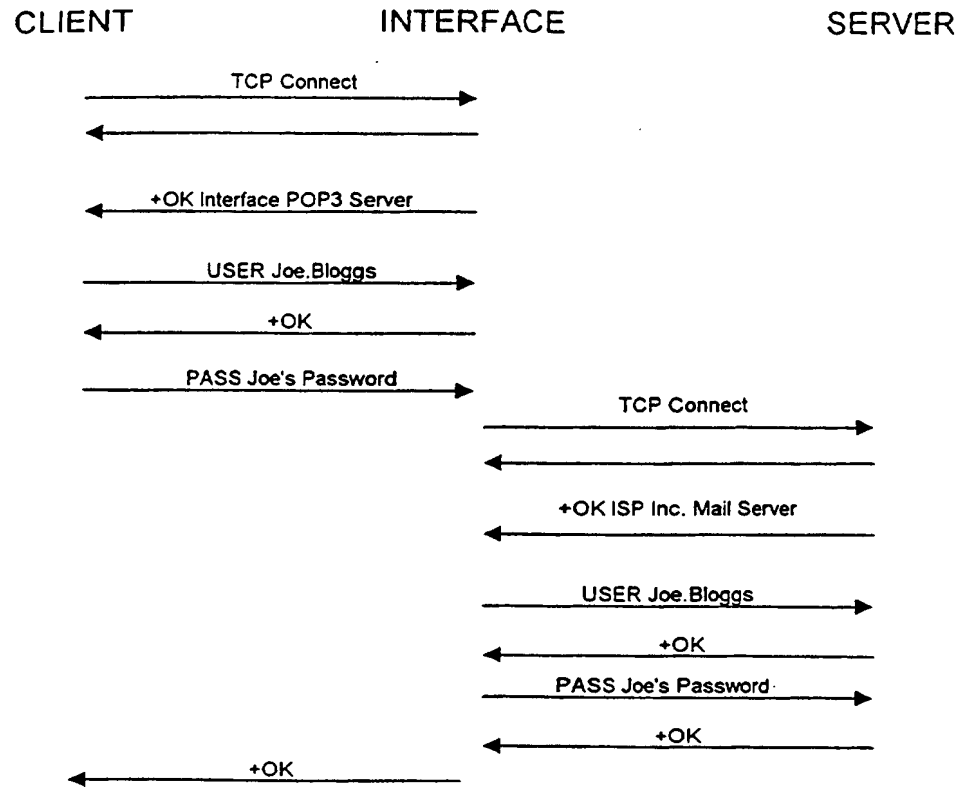 CLIENT INTERFACE SERVER
TCP Connect
+OK Interface POP3 Server
USER Joe.Bloggs
+OK
PASS Joe's Password
TCP Connect
+OK ISP Inc. Mail Server
USER Joe.Bloggs
+OK
PASS Joe's Password
+OK
+OK